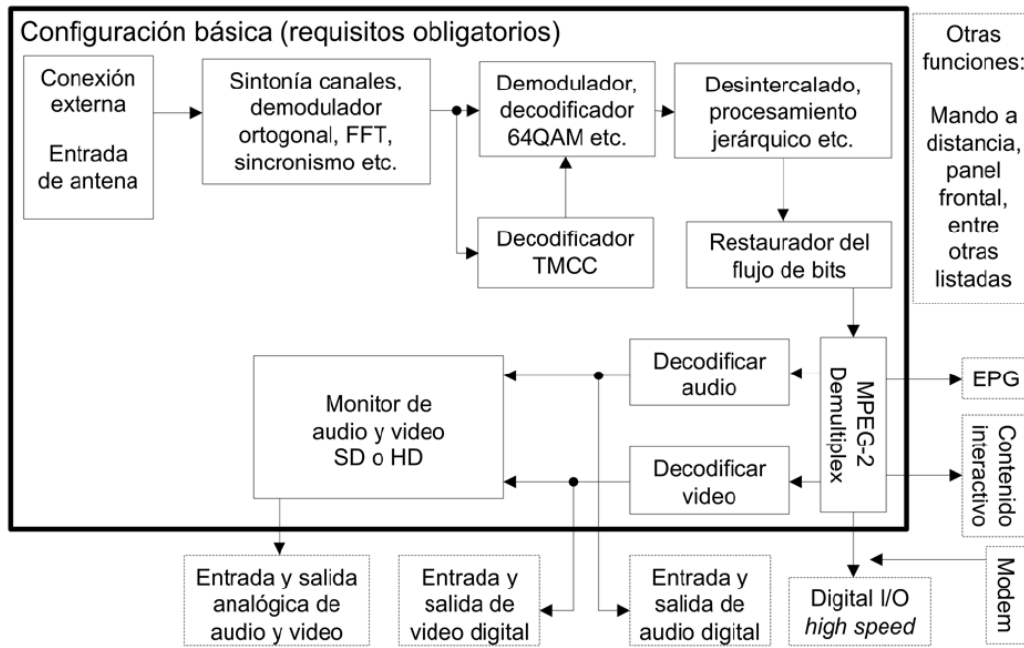 Configuración básica (requisitos obligatorios)
Conexión
externa
Entrada
de antena
Sintonía canales,
demodulador
ortogonal, FFT,
sincronismo etc.
Demodulador,
decodificador
64QAM etc.
Desintercalado,
procesamiento
jerárquico etc.
Decodificador
TMCC
Restaurador del
flujo de bits
Otras
funciones:
Mando a
distancia,
panel
frontal,
entre
otras
listadas
Monitor de
audio y video
SD o HD
Decodificar
audio
Decodificar
video
MPEG-2
Demultiplex
EPG
Contenido
interactivo
Entrada y salida
analógica de
audio y video
Entrada y
salida de
video digital
Entrada y
salida de
audio digital
Digital I/O
high speed
Modem